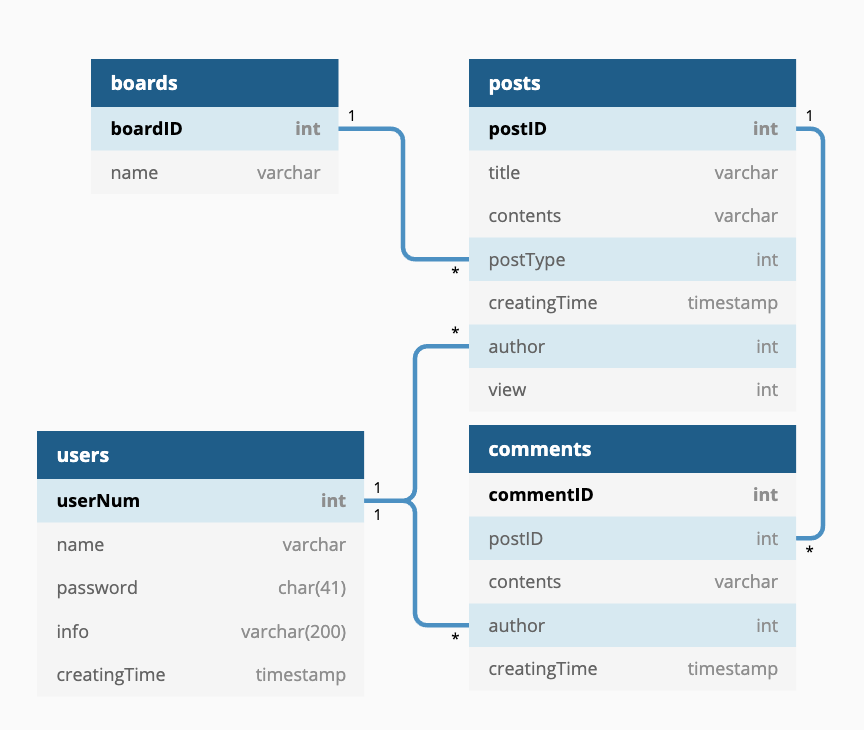 boards
boardID int
name varchar
1
*
posts
postID int
title varchar
contents varchar
postType int
creatingTime timestamp
author int
view int
1
*
*
users
userNum int
name varchar
password char(41)
info varchar(200)
creatingTime timestamp
1
1
*
comments
commentID int
postID int
contents varchar
author int
creatingTime timestamp